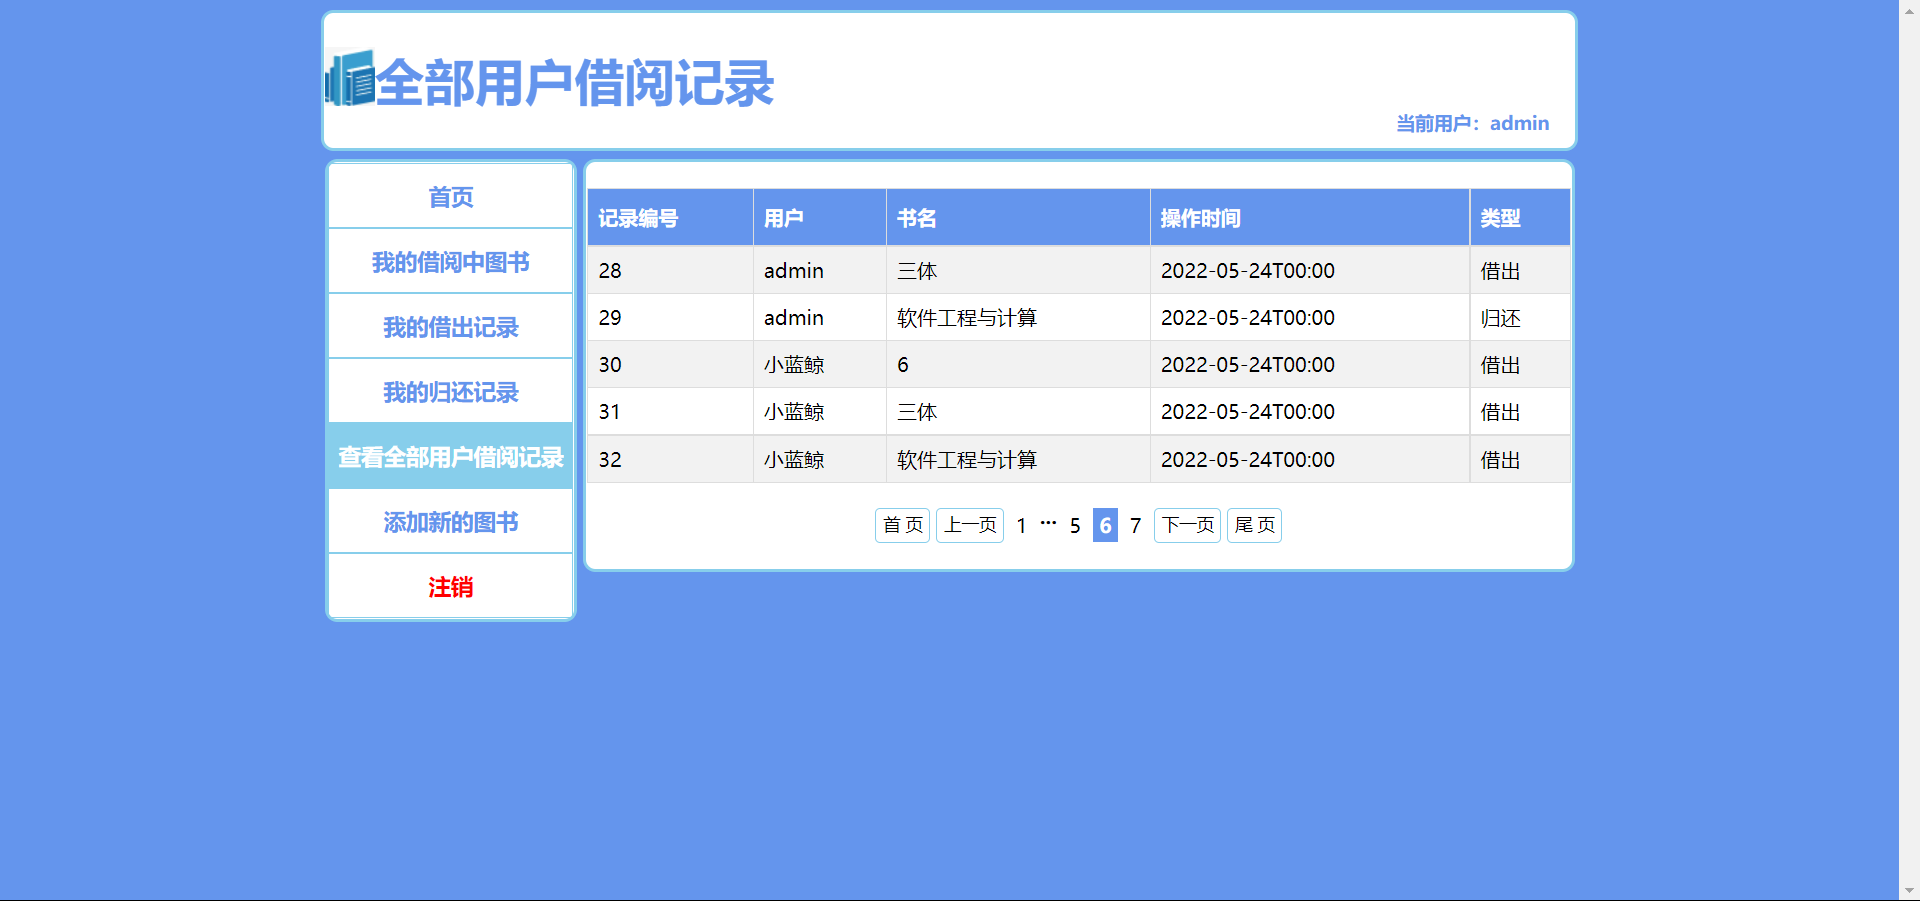 全部用户借阅记录
当前用户：admin
首页
我的借阅中图书
我的借出记录
我的归还记录
查看全部用户借阅记录
添加新的图书
注销
记录编号 用户 书名 操作时间 类型
28 admin 三体 2022-05-24T00:00 借出
29 admin 软件工程与计算 2022-05-24T00:00 归还
30 小蓝鲸 6 2022-05-24T00:00 借出
31 小蓝鲸 三体 2022-05-24T00:00 借出
32 小蓝鲸 软件工程与计算 2022-05-24T00:00 借出
首页 上一页 1 ··· 5 6 7 下一页 尾页